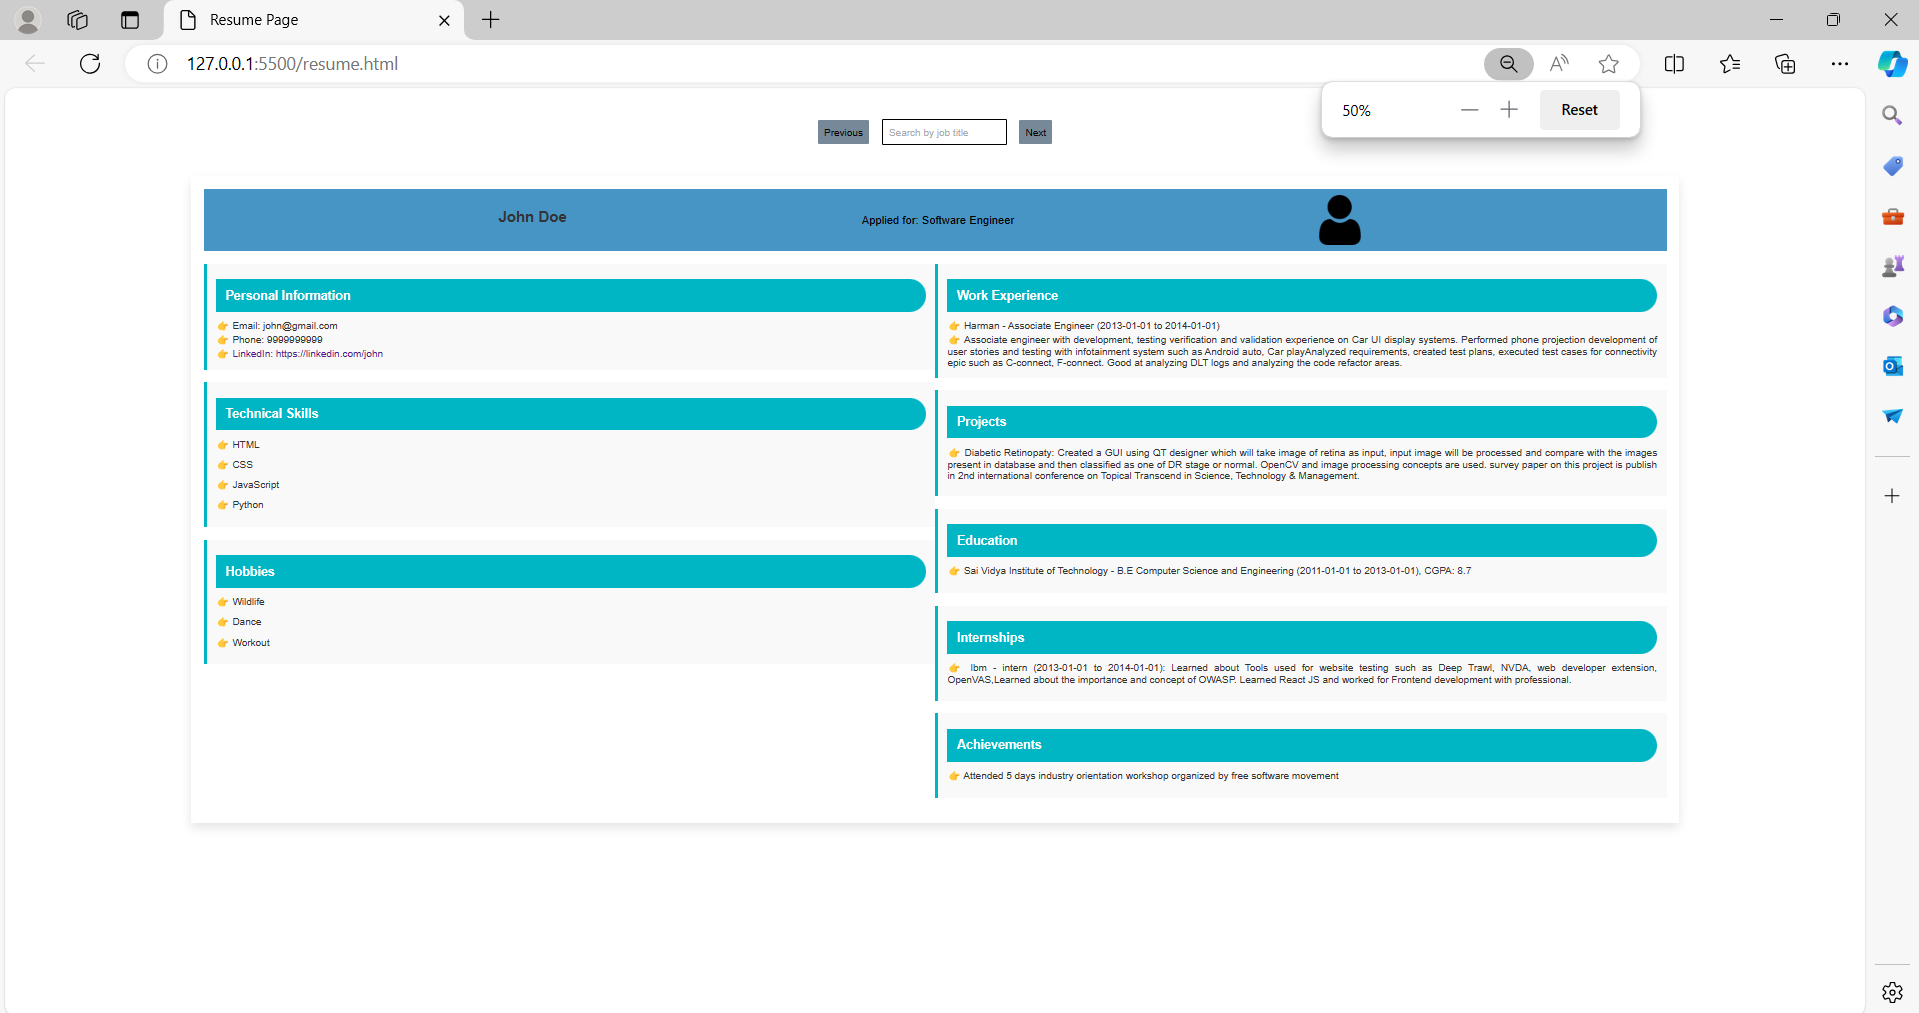 Resume Page
127.0.0.1:5500/resume.html
50%
Reset
Previous
Search by job title
Next
John Doe
Applied for: Software Engineer
Personal Information
👉 Email: john@gmail.com
👉 Phone: 9999999999
👉 LinkedIn: https://linkedin.com/john
Technical Skills
👉 HTML
👉 CSS
👉 JavaScript
👉 Python
Hobbies
👉 Wildlife
👉 Dance
👉 Workout
Work Experience
👉 Harman - Associate Engineer (2013-01-01 to 2014-01-01)
👉 Associate engineer with development, testing verification and validation experience on Car UI display systems. Performed phone projection development of
user stories and testing with infotainment system such as Android auto, Car playAnalyzed requirements, created test plans, executed test cases for connectivity
epic such as C-connect, F-connect. Good at analyzing DLT logs and analyzing the code refactor areas.
Projects
👉 Diabetic Retinopaty: Created a GUI using QT designer which will take image of retina as input, input image will be processed and compare with the images
present in database and then classified as one of DR stage or normal. OpenCV and image processing concepts are used. survey paper on this project is publish
in 2nd international conference on Topical Transcend in Science, Technology & Management.
Education
👉 Sai Vidya Institute of Technology - B.E Computer Science and Engineering (2011-01-01 to 2013-01-01), CGPA: 8.7
Internships
👉 Ibm - intern (2013-01-01 to 2014-01-01): Learned about Tools used for website testing such as Deep Trawl, NVDA, web developer extension,
OpenVAS,Learned about the importance and concept of OWASP. Learned React JS and worked for Frontend development with professional.
Achievements
👉 Attended 5 days industry orientation workshop organized by free software movement